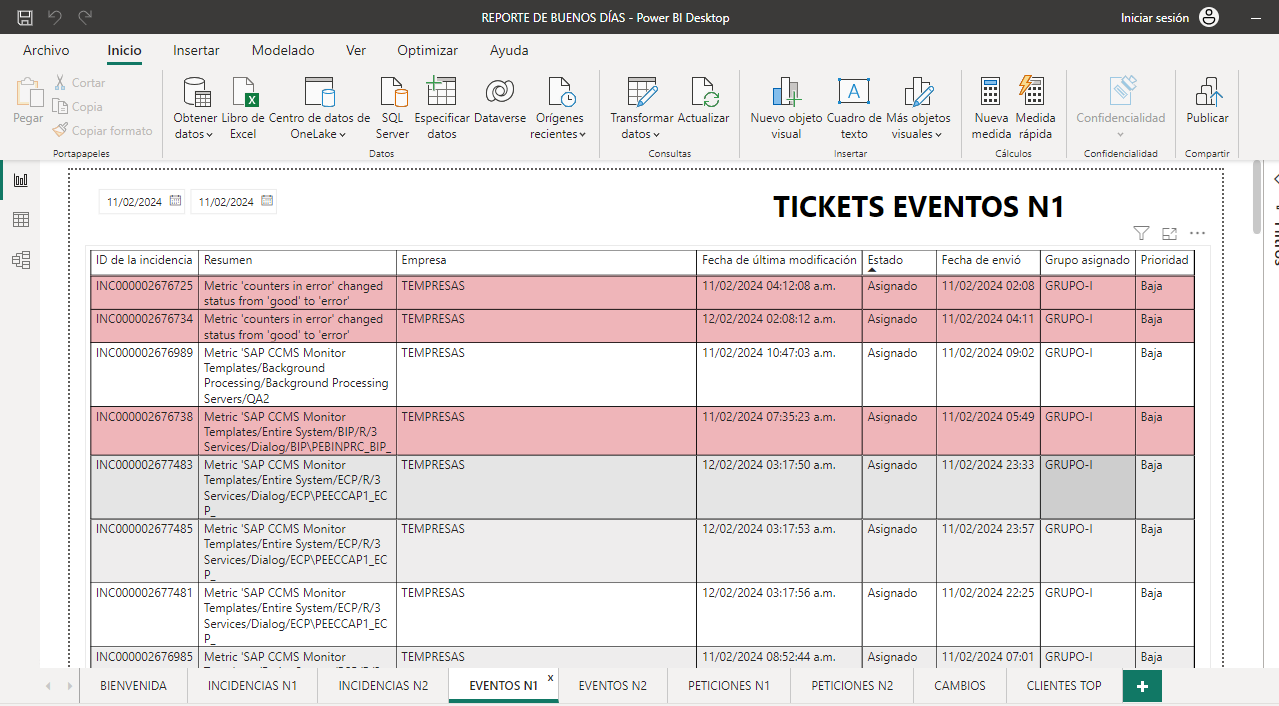 REPORTE DE BUENOS DÍAS - Power BI Desktop
Iniciar sesión
Archivo
Inicio
Insertar
Modelado
Ver
Optimizar
Ayuda
Pegar
Cortar
Copia
Copiar formato
Portapapeles
Obtener datos
Libro de Excel
Centro de datos de OneLake
SQL Server
Especificar datos
Dataverse
Orígenes recientes
Datos
Transformar datos
Actualizar
Consultas
Nuevo objeto visual
Cuadro de texto
Más objetos visuales
Insertar
Nueva medida
Medida rápida
Cálculos
Confidencialidad
Confidencialidad
Publicar
Compartir
11/02/2024
11/02/2024
TICKETS EVENTOS N1
ID de la incidencia Resumen Empresa Fecha de última modificación Estado Fecha de envió Grupo asignado Prioridad
INC000002676725 Metric 'counters in error' changed TEMPRESAS 11/02/2024 04:12:08 a.m. Asignado 11/02/2024 02:08 GRUPO-I Baja
status from 'good' to 'error'
INC000002676734 Metric 'counters in error' changed TEMPRESAS 12/02/2024 02:08:12 a.m. Asignado 11/02/2024 04:11 GRUPO-I Baja
status from 'good' to 'error'
INC000002676989 Metric 'SAP CCMS Monitor TEMPRESAS 11/02/2024 10:47:03 a.m. Asignado 11/02/2024 09:02 GRUPO-I Baja
Templates/Background
Processing/Background Processing
Servers/QA2
INC000002676738 Metric 'SAP CCMS Monitor TEMPRESAS 11/02/2024 07:35:23 a.m. Asignado 11/02/2024 05:49 GRUPO-I Baja
Templates/Entire System/BIP/R/3
Services/Dialog/BIP\PEBINPRC_BIP_
INC000002677483 Metric 'SAP CCMS Monitor TEMPRESAS 12/02/2024 03:17:50 a.m. Asignado 11/02/2024 23:33 GRUPO-I Baja
Templates/Entire System/ECP/R/3
Services/Dialog/ECP\PEECCAP1_EC
P_
INC000002677485 Metric 'SAP CCMS Monitor TEMPRESAS 12/02/2024 03:17:53 a.m. Asignado 11/02/2024 23:57 GRUPO-I Baja
Templates/Entire System/ECP/R/3
Services/Dialog/ECP\PEECCAP1_EC
P_
INC000002677481 Metric 'SAP CCMS Monitor TEMPRESAS 12/02/2024 03:17:56 a.m. Asignado 11/02/2024 22:25 GRUPO-I Baja
Templates/Entire System/ECP/R/3
Services/Dialog/ECP\PEECCAP1_EC
P_
INC000002676985 Metric 'SAP CCMS Monitor TEMPRESAS 11/02/2024 08:52:44 a.m. Asignado 11/02/2024 07:01 GRUPO-I Baja
BIENVENIDA
INCIDENCIAS N1
INCIDENCIAS N2
EVENTOS N1
EVENTOS N2
PETICIONES N1
PETICIONES N2
CAMBIOS
CLIENTES TOP